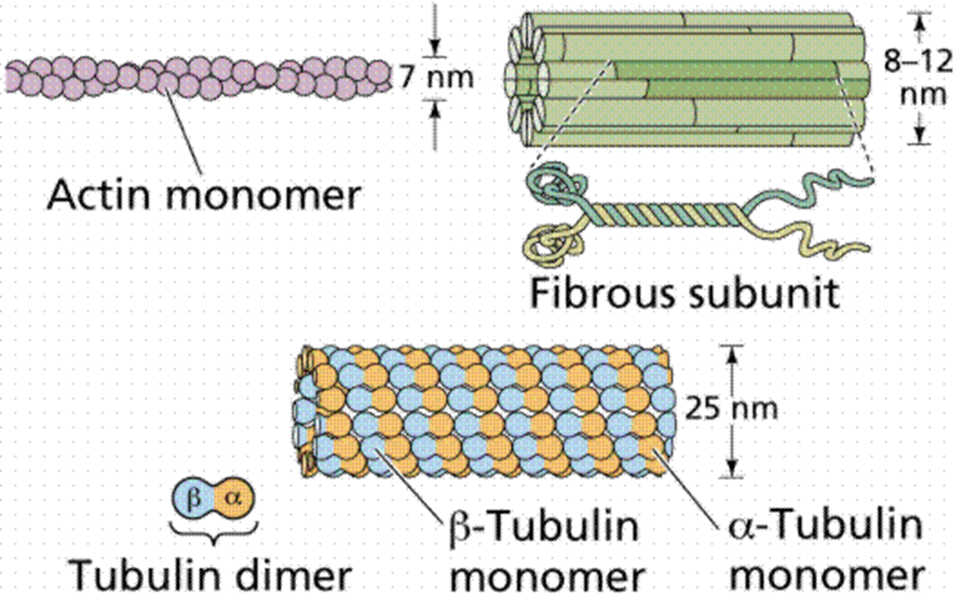 7 nm
Actin monomer
8–12
nm
Fibrous subunit
25 nm
β α
Tubulin dimer
β-Tubulin
monomer
α-Tubulin
monomer